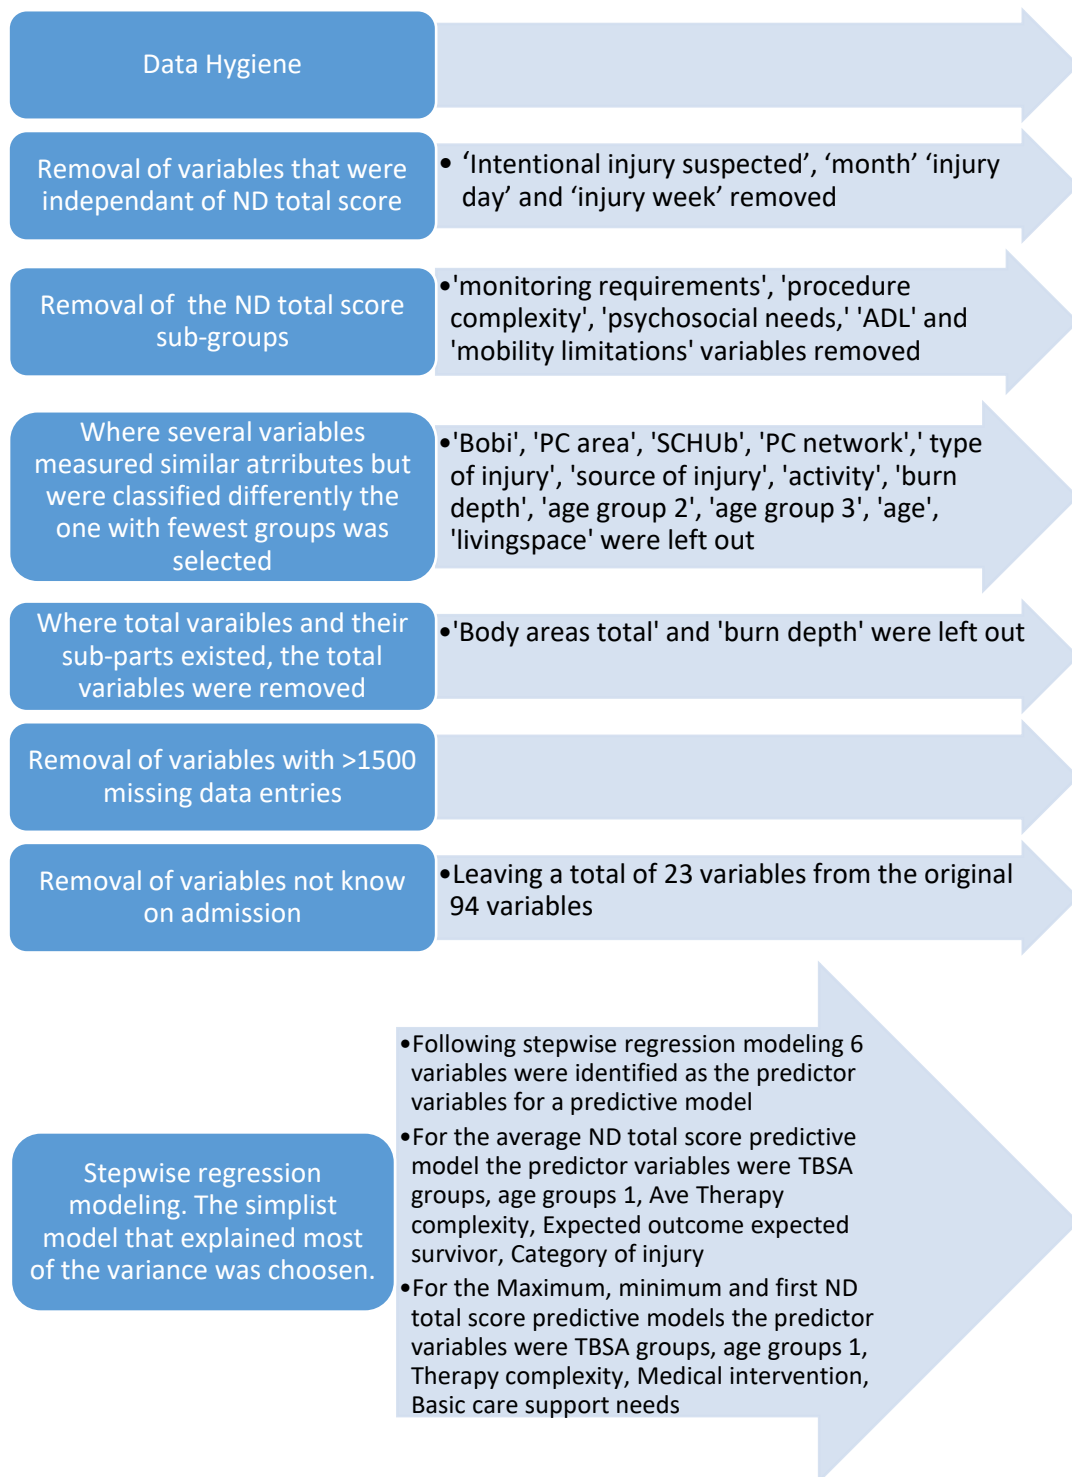 Data Hygiene
Removal of variables that were
independant of ND total score
• ‘Intentional injury suspected’, ‘month’ ‘injury
day’ and ‘injury week’ removed
Removal of the ND total score
sub-groups
•'monitoring requirements', 'procedure
complexity', 'psychosocial needs,' 'ADL' and
'mobility limitations' variables removed
Where several variables
measured similar atrributes but
were classified differently the
one with fewest groups was
selected
•'Bobi', 'PC area', 'SCHUb', 'PC network',' type
of injury', 'source of injury', 'activity', 'burn
depth', 'age group 2', 'age group 3', 'age',
'livingspace' were left out
Where total varaibles and their
sub-parts existed, the total
variables were removed
•'Body areas total' and 'burn depth' were left out
Removal of variables with >1500
missing data entries
Removal of variables not know
on admission
•Leaving a total of 23 variables from the original
94 variables
Stepwise regression
modeling. The simplist
model that explained most
of the variance was choosen.
•Following stepwise regression modeling 6
variables were identified as the predictor
variables for a predictive model
•For the average ND total score predictive
model the predictor variables were TBSA
groups, age groups 1, Ave Therapy
complexity, Expected outcome expected
survivor, Category of injury
•For the Maximum, minimum and first ND
total score predictive models the predictor
variables were TBSA groups, age groups 1,
Therapy complexity, Medical intervention,
Basic care support needs